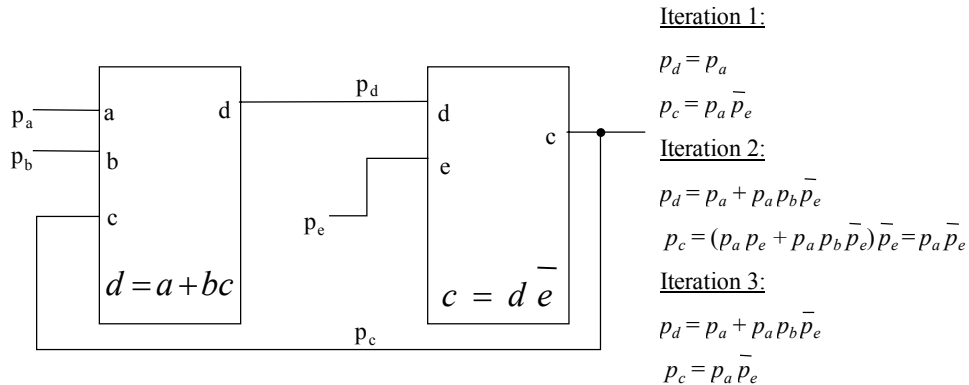 p_a
p_b
a
b
c
d
d = a + bc
p_d
p_e
d
e
c
c = d e̅
p_c
Iteration 1:
p_d = p_a
p_c = p_a p̅_e
Iteration 2:
p_d = p_a + p_a p_b p̅_e
p_c = (p_a p_e + p_a p_b p̅_e) p̅_e = p_a p̅_e
Iteration 3:
p_d = p_a + p_a p_b p̅_e
p_c = p_a p̅_e